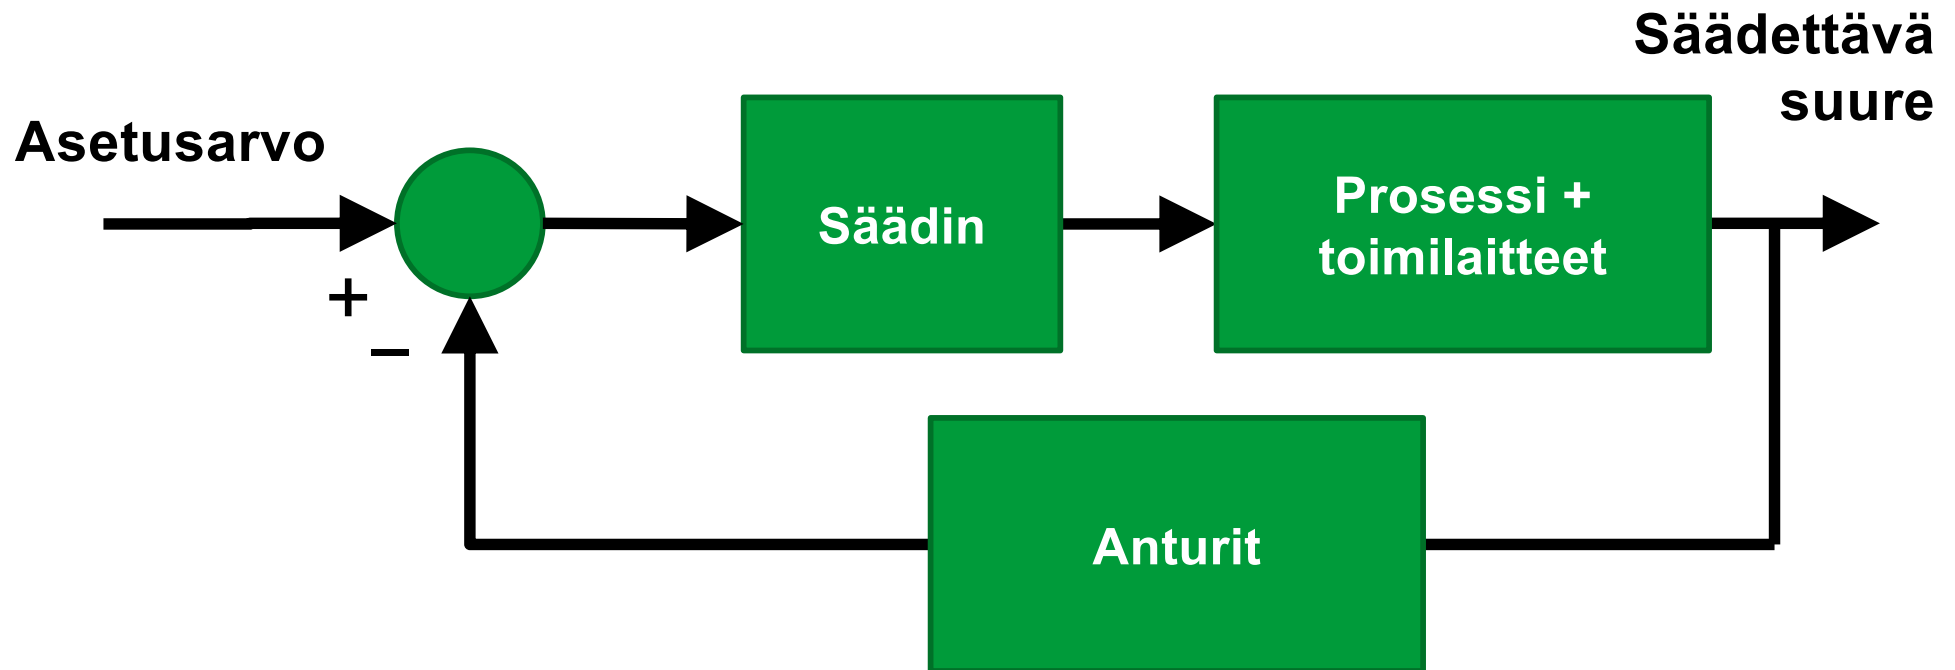 Säädettävä
suure
Asetusarvo
Säädin
Prosessi +
toimilaitteet
+
−
Anturit